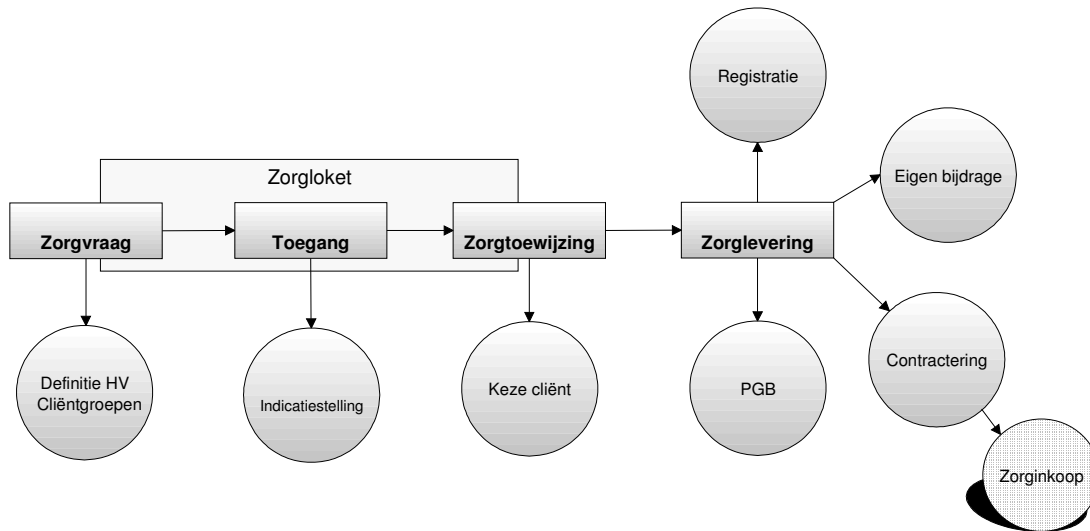 Registratie
Eigen bijdrage
Zorgloket
Zorgvraag
Toegang
Zorgtoewijzing
Zorglevering
Definitie HV
Cliëntgroepen
Indicatiestelling
Keze cliënt
PGB
Contractering
Zorginkoop